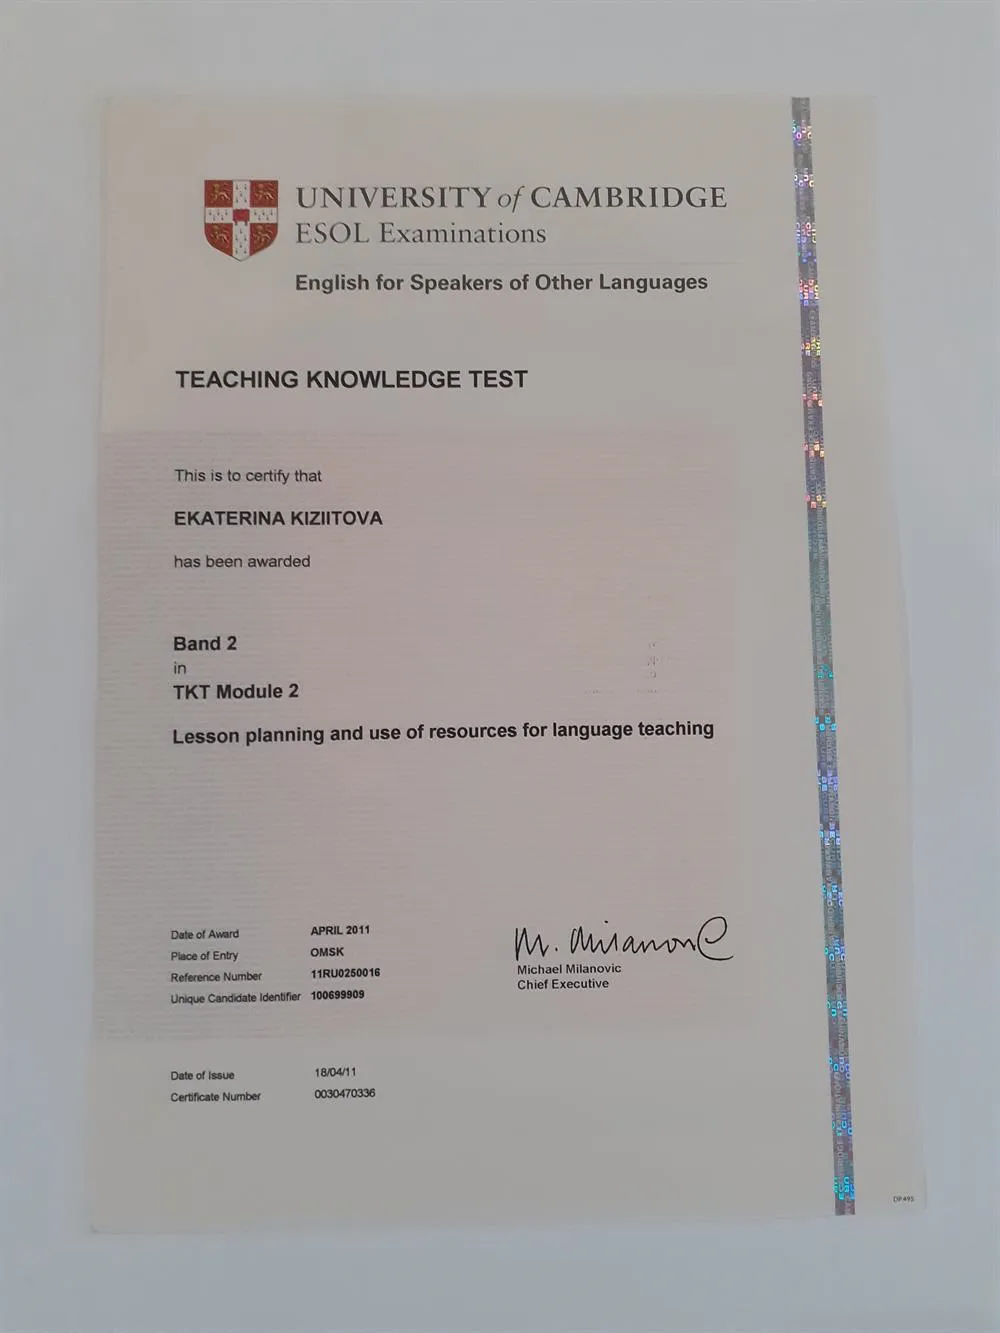 UNIVERSITY of CAMBRIDGE
ESOL Examinations
English for Speakers of Other Languages
TEACHING KNOWLEDGE TEST
This is to certify that
EKATERINA KIZIITOVA
has been awarded
Band 2
in
TKT Module 2
Lesson planning and use of resources for language teaching
Date of Award APRIL 2011
Place of Entry OMSK
Reference Number 11RU0250016
Unique Candidate Identifier 100699909
M. Milanovic
Michael Milanovic
Chief Executive
Date of Issue 18/04/11
Certificate Number 0030470336
DP495